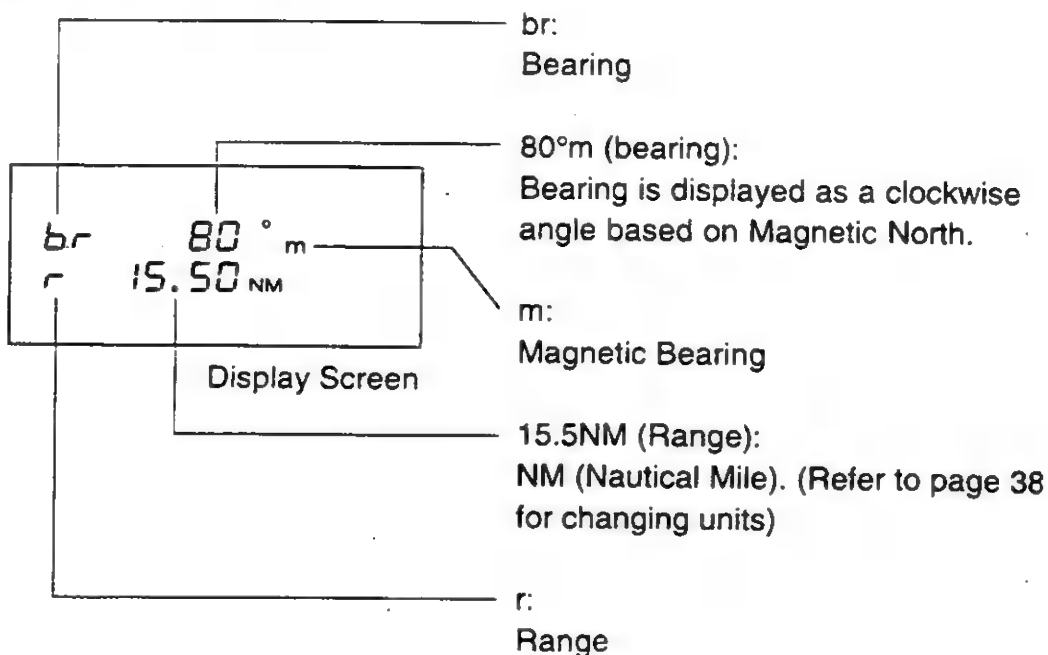 br:
Bearing
80°m (bearing):
Bearing is displayed as a clockwise
angle based on Magnetic North.
br 80 ° m
r 15.50 NM
m:
Magnetic Bearing
Display Screen
15.5NM (Range):
NM (Nautical Mile). (Refer to page 38
for changing units)
r:
Range